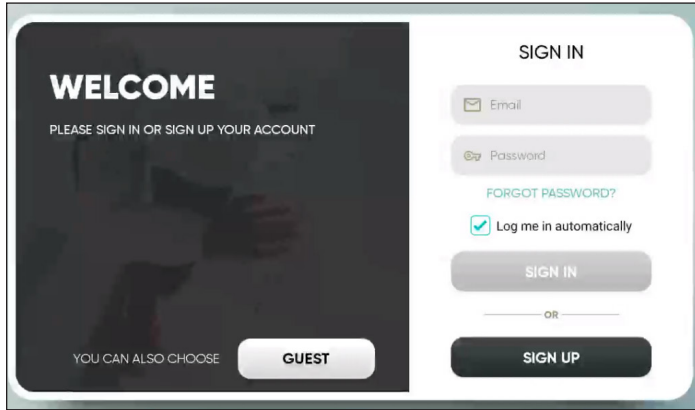 WELCOME
PLEASE SIGN IN OR SIGN UP YOUR ACCOUNT
YOU CAN ALSO CHOOSE
GUEST
SIGN IN
Email
Password
FORGOT PASSWORD?
Log me in automatically
SIGN IN
OR
SIGN UP